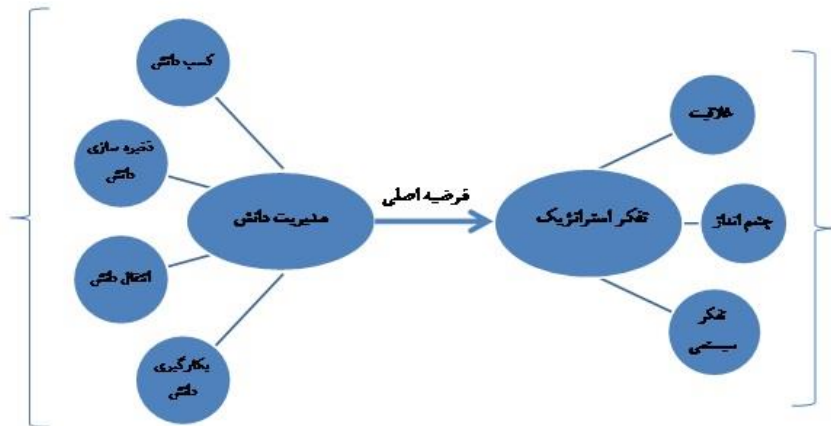 کسب دانش
ذخیره سازی
دانش
مدیریت دانش
انتقال دانش
بکارگیری
دانش
فرضیه اصلی
خلاقیت
تفکر استراتژیک
چشم انداز
تفکر
سیستمی